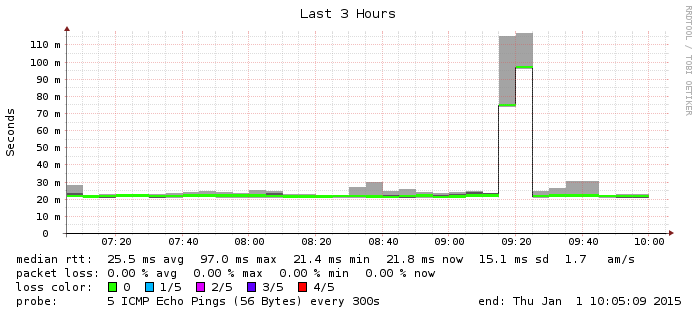 Last 3 Hours
RRDTOOL / TOBI OETIKER
Seconds
110 m
100 m
90 m
80 m
70 m
60 m
50 m
40 m
30 m
20 m
10 m
0
07:20 07:40 08:00 08:20 08:40 09:00 09:20 09:40 10:00
median rtt: 25.5 ms avg 97.0 ms max 21.4 ms min 21.8 ms now 15.1 ms sd 1.7 am/s
packet loss: 0.00 % avg 0.00 % max 0.00 % min 0.00 % now
loss color: 0 1/5 2/5 3/5 4/5
probe: 5 ICMP Echo Pings (56 Bytes) every 300s end: Thu Jan 1 10:05:09 2015